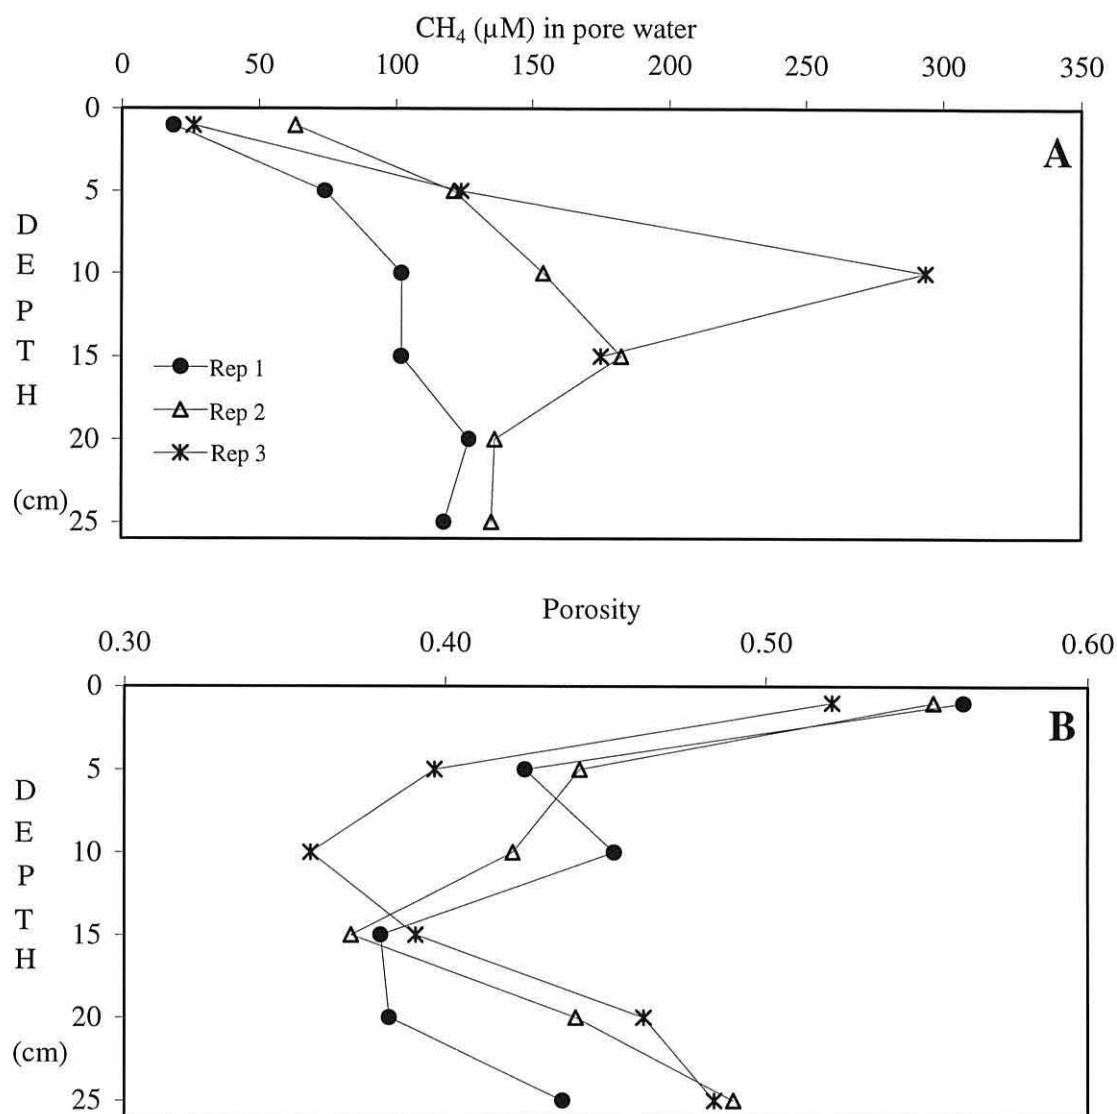 CH₄ (µM) in pore water
0 50 100 150 200 250 300 350
0
A
5
D
E
10
P
T
15
Rep 1
H
Rep 2
20
Rep 3
(cm)
25
Porosity
0.30 0.40 0.50 0.60
0
B
5
D
E
10
P
T
15
H
20
(cm)
25